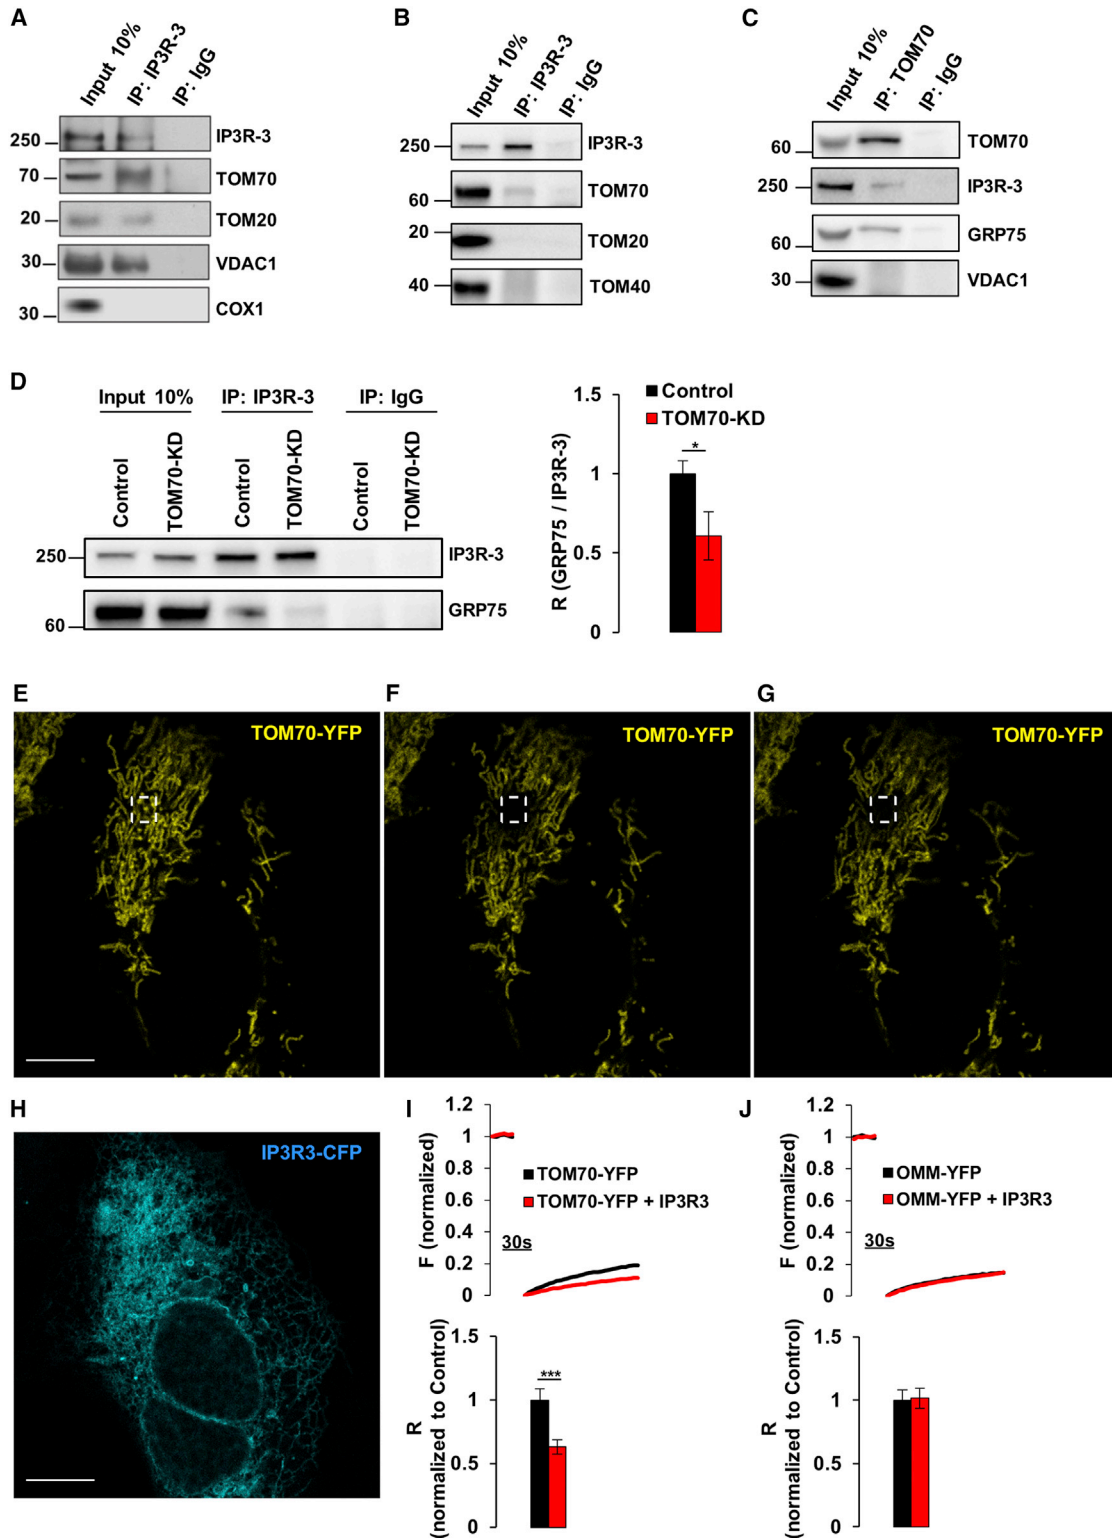 A
Input 10%
IP: IP3R-3
IP: IgG
250
IP3R-3
70
TOM70
20
TOM20
30
VDAC1
30
COX1
B
Input 10%
IP: IP3R-3
IP: IgG
250
IP3R-3
60
TOM70
20
TOM20
40
TOM40
C
Input 10%
IP: TOM70
IP: IgG
60
TOM70
250
IP3R-3
60
GRP75
30
VDAC1
D
Input 10%
IP: IP3R-3
IP: IgG
Control
TOM70-KD
Control
TOM70-KD
Control
TOM70-KD
250
IP3R-3
60
GRP75
R (GRP75 / IP3R-3)
1.5
1
0.5
0
Control
TOM70-KD
*
E
TOM70-YFP
F
TOM70-YFP
G
TOM70-YFP
H
IP3R3-CFP
I
F (normalized)
1.2
1
0.8
0.6
0.4
0.2
0
TOM70-YFP
TOM70-YFP + IP3R3
30s
R
(normalized to Control)
1.5
1
0.5
0
***
J
F (normalized)
1.2
1
0.8
0.6
0.4
0.2
0
OMM-YFP
OMM-YFP + IP3R3
30s
R
(normalized to Control)
1.5
1
0.5
0